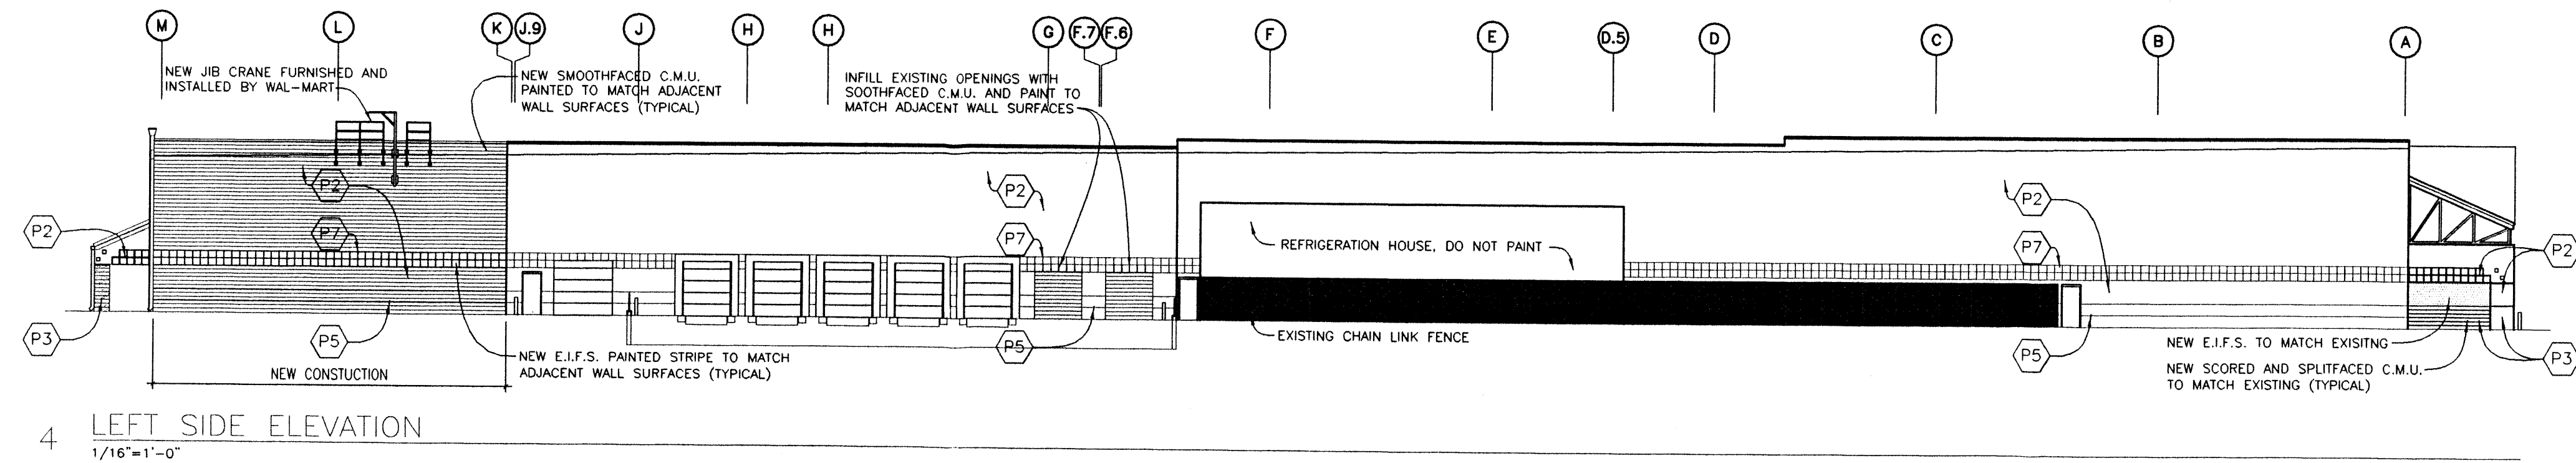 M L K J.9 J H H G F.7 F.6 F E D.5 D C B A
NEW JIB CRANE FURNISHED AND
INSTALLED BY WAL-MART
NEW SMOOTHFACED C.M.U.
PAINTED TO MATCH ADJACENT
WALL SURFACES (TYPICAL)
INFILL EXISTING OPENINGS WITH
SOOTHFACED C.M.U. AND PAINT TO
MATCH ADJACENT WALL SURFACES
P2 P2 P2
P2 P7 P7 REFRIGERATION HOUSE, DO NOT PAINT P7 P2
P3 P5 P5 EXISTING CHAIN LINK FENCE P5 P3
NEW E.I.F.S. PAINTED STRIPE TO MATCH
ADJACENT WALL SURFACES (TYPICAL)
NEW E.I.F.S. TO MATCH EXISITNG
NEW SCORED AND SPLITFACED C.M.U.
TO MATCH EXISTING (TYPICAL)
NEW CONSTUCTION
4 LEFT SIDE ELEVATION
1/16"=1'-0"